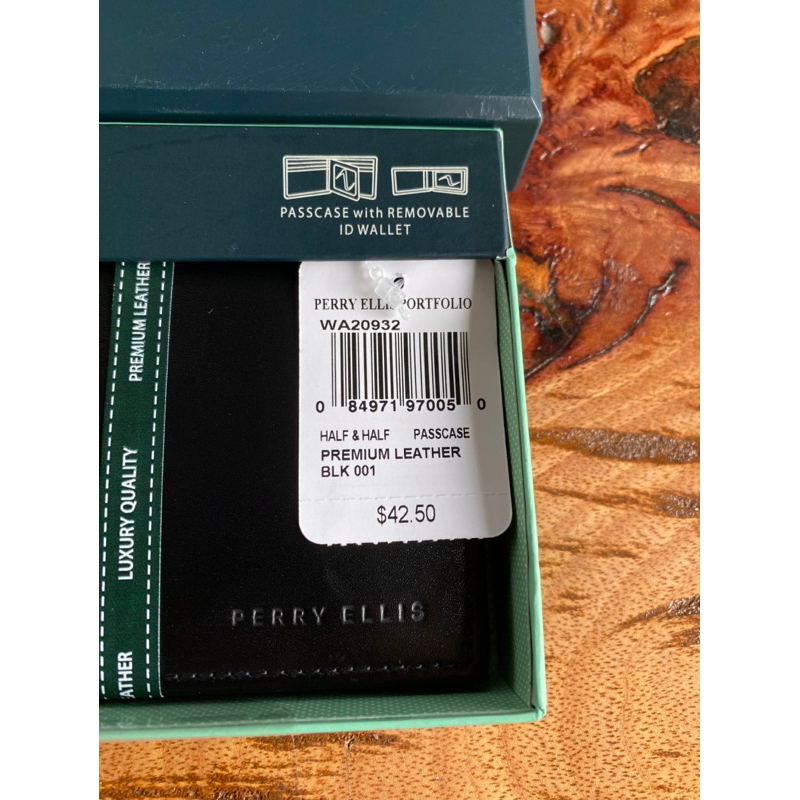 PASSCASE with REMOVABLE
ID WALLET
PREMIUM LEATHER
LUXURY QUALITY
PERRY ELLIS PORTFOLIO
WA20932
0 84971 97005 0
HALF & HALF PASSCASE
PREMIUM LEATHER
BLK 001
$42.50
PERRY ELLIS